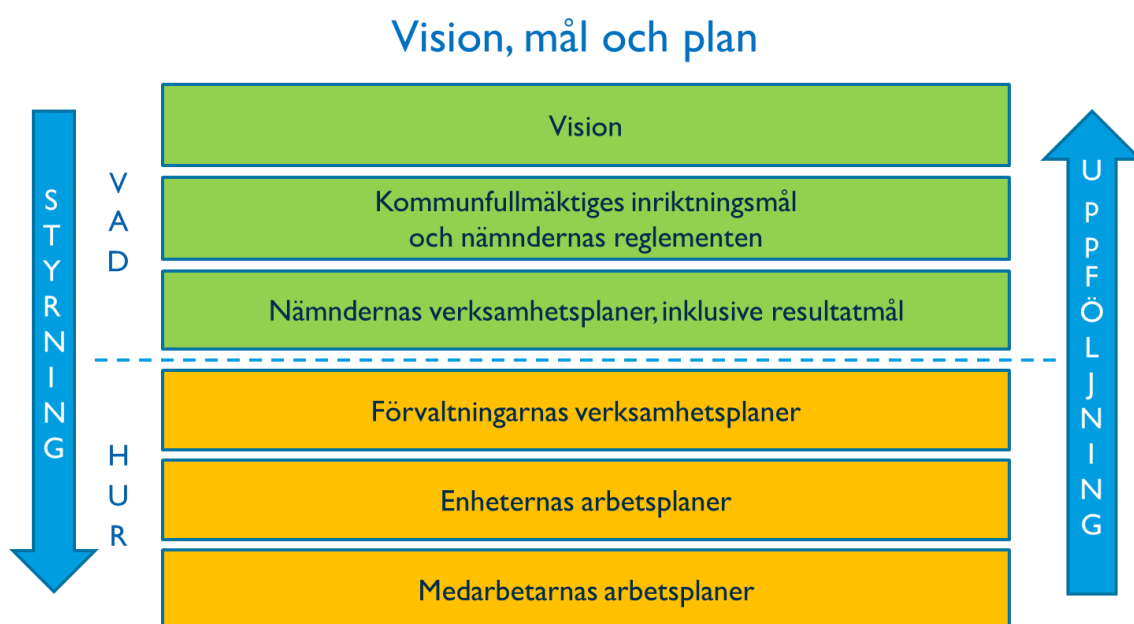 Vision, mål och plan
STYRNING
VAD
HUR
Vision
Kommunfullmäktiges inriktningsmål
och nämndernas reglementen
Nämndernas verksamhetsplaner, inklusive resultatmål
Förvaltningarnas verksamhetsplaner
Enheternas arbetsplaner
Medarbetarnas arbetsplaner
UPPFÖLJNING